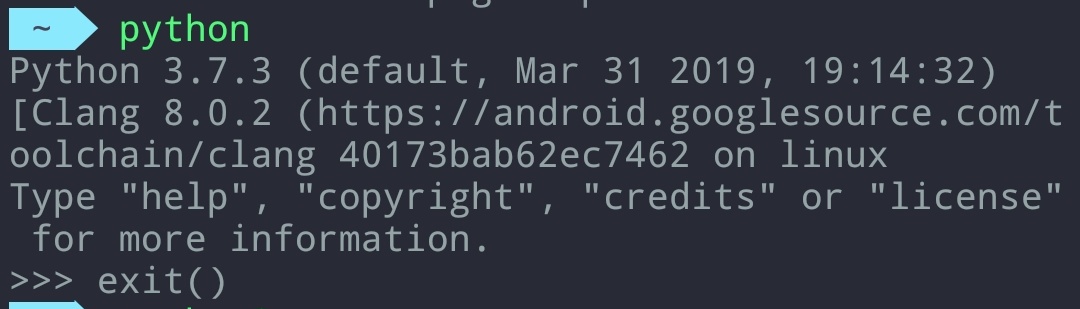 ~ python
Python 3.7.3 (default, Mar 31 2019, 19:14:32)
[Clang 8.0.2 (https://android.googlesource.com/t
oolchain/clang 40173bab62ec7462 on linux
Type "help", "copyright", "credits" or "license"
 for more information.
>>> exit()